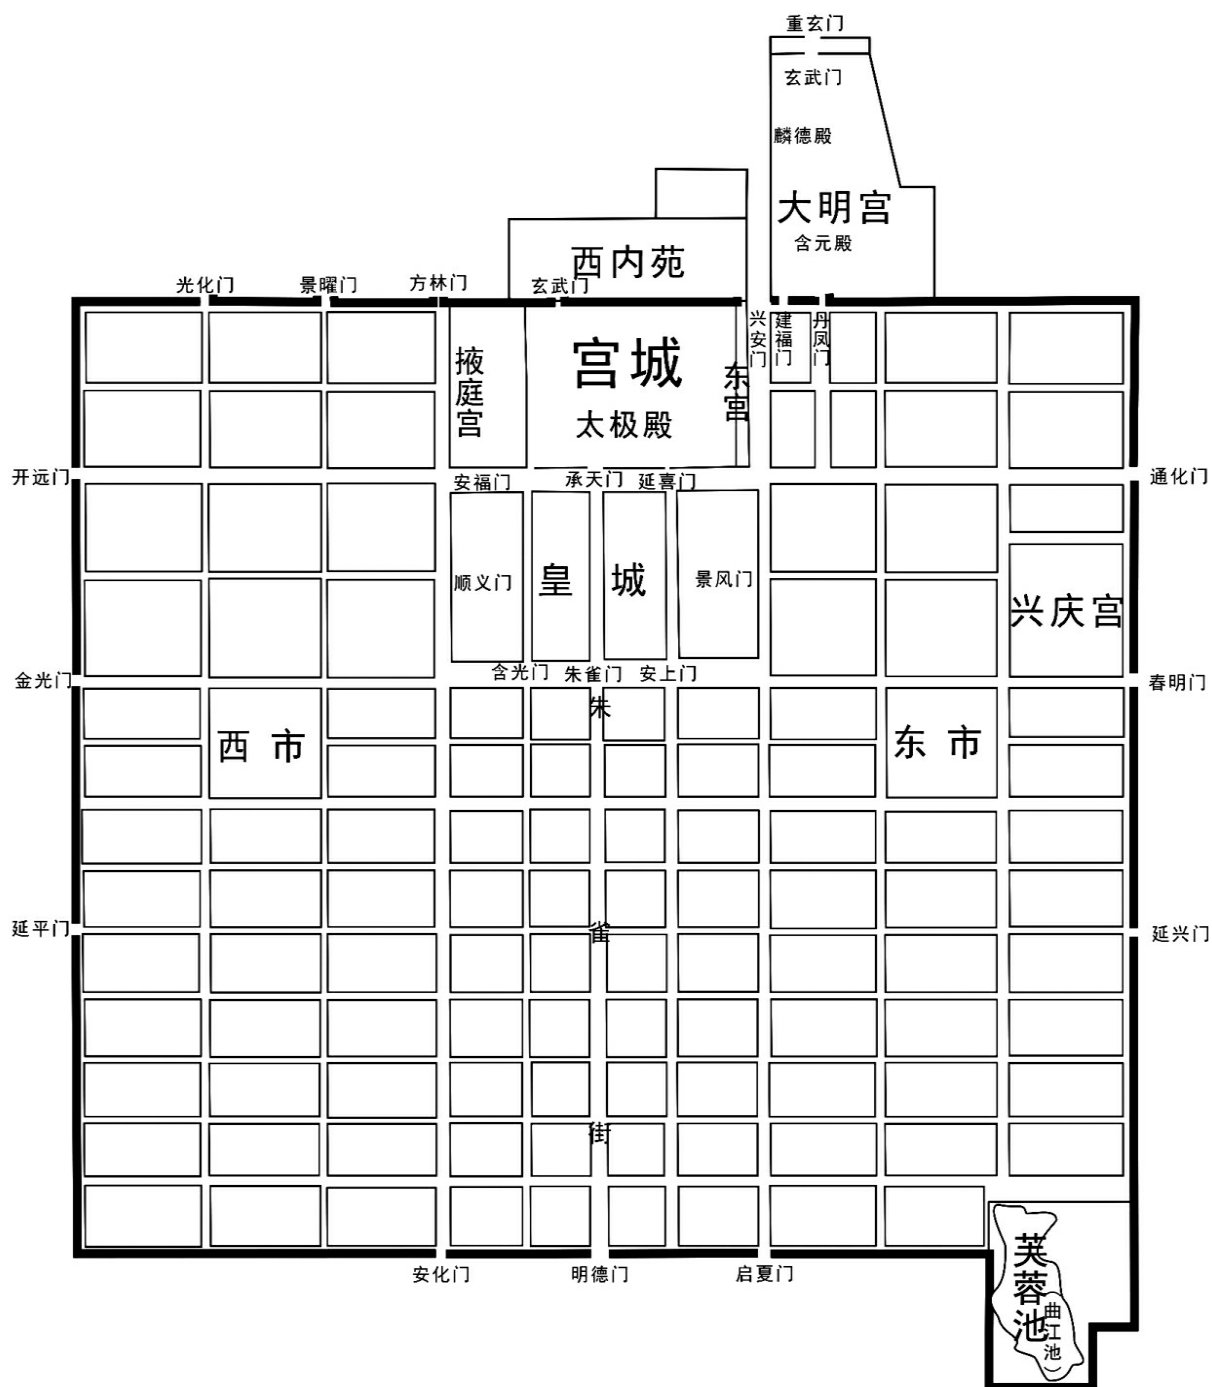 重玄门
玄武门
麟德殿
大明宫
含元殿
西内苑
光化门
景曜门
方林门
玄武门
兴安门
建福门
丹凤门
掖庭宫
宫城
太极殿
东宫
开远门
安福门
承天门
延喜门
通化门
顺义门
皇城
景风门
兴庆宫
金光门
含光门
朱雀门
安上门
春明门
西市
东市
朱雀街
延平门
延兴门
安化门
明德门
启夏门
芙蓉池
曲江池